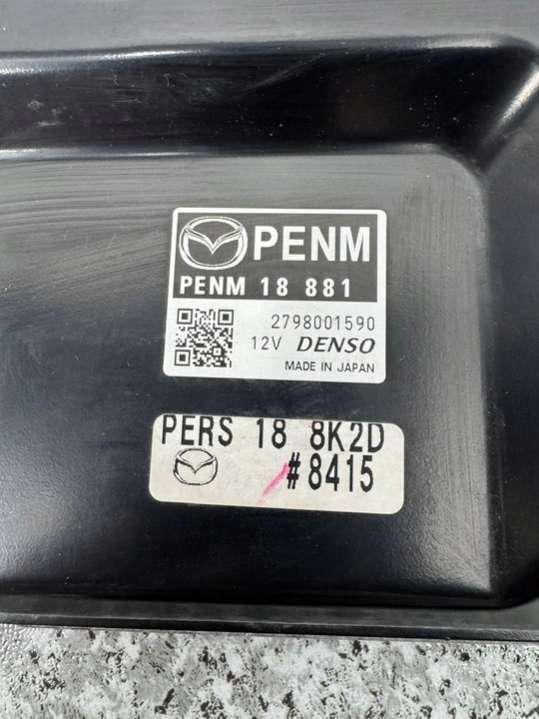 PENM
PENM 18 881
2798001590
12V DENSO
MADE IN JAPAN
PERS 18 8K2D
#8415